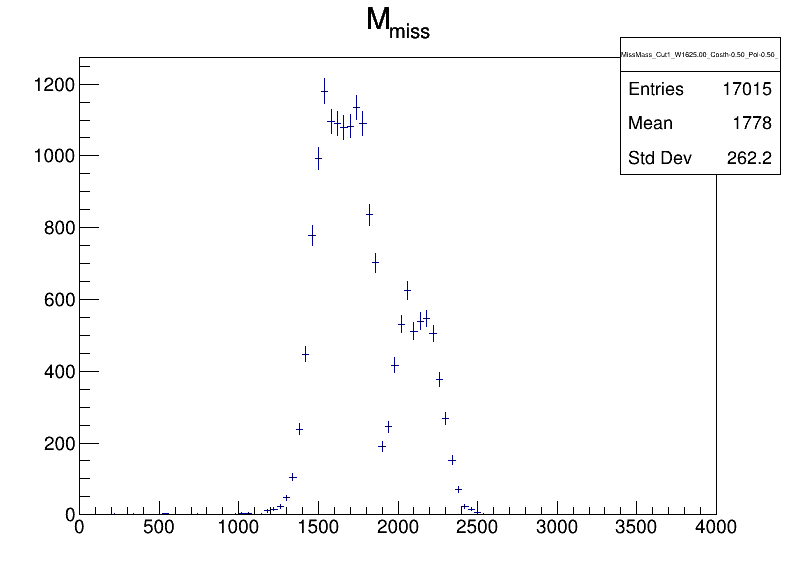 M_miss
MissMass_Cut1_W1625.00_Costh-0.50_Pol-0.50_
Entries 17015
Mean 1778
Std Dev 262.2
1200
1000
800
600
400
200
0
0 500 1000 1500 2000 2500 3000 3500 4000